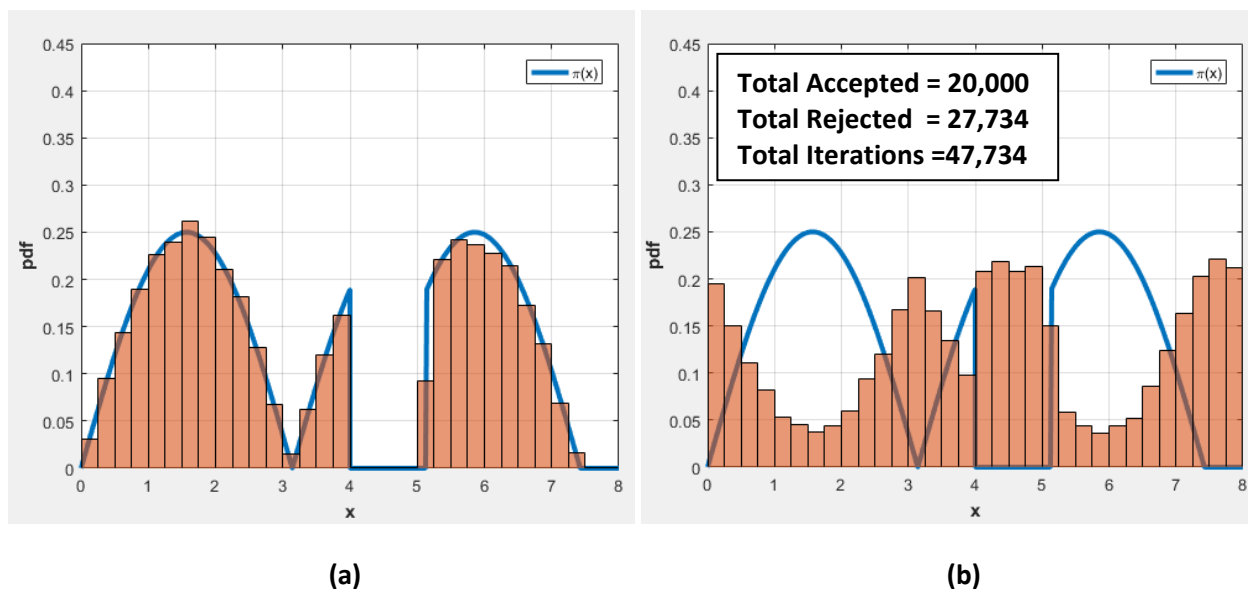 0.45
0.4
0.35
0.3
0.25
0.2
0.15
0.1
0.05
0
pdf
0 1 2 3 4 5 6 7 8
x
π(x)
(a)
0.45
0.4
0.35
0.3
0.25
0.2
0.15
0.1
0.05
0
pdf
0 1 2 3 4 5 6 7 8
x
π(x)
Total Accepted = 20,000
Total Rejected = 27,734
Total Iterations =47,734
(b)